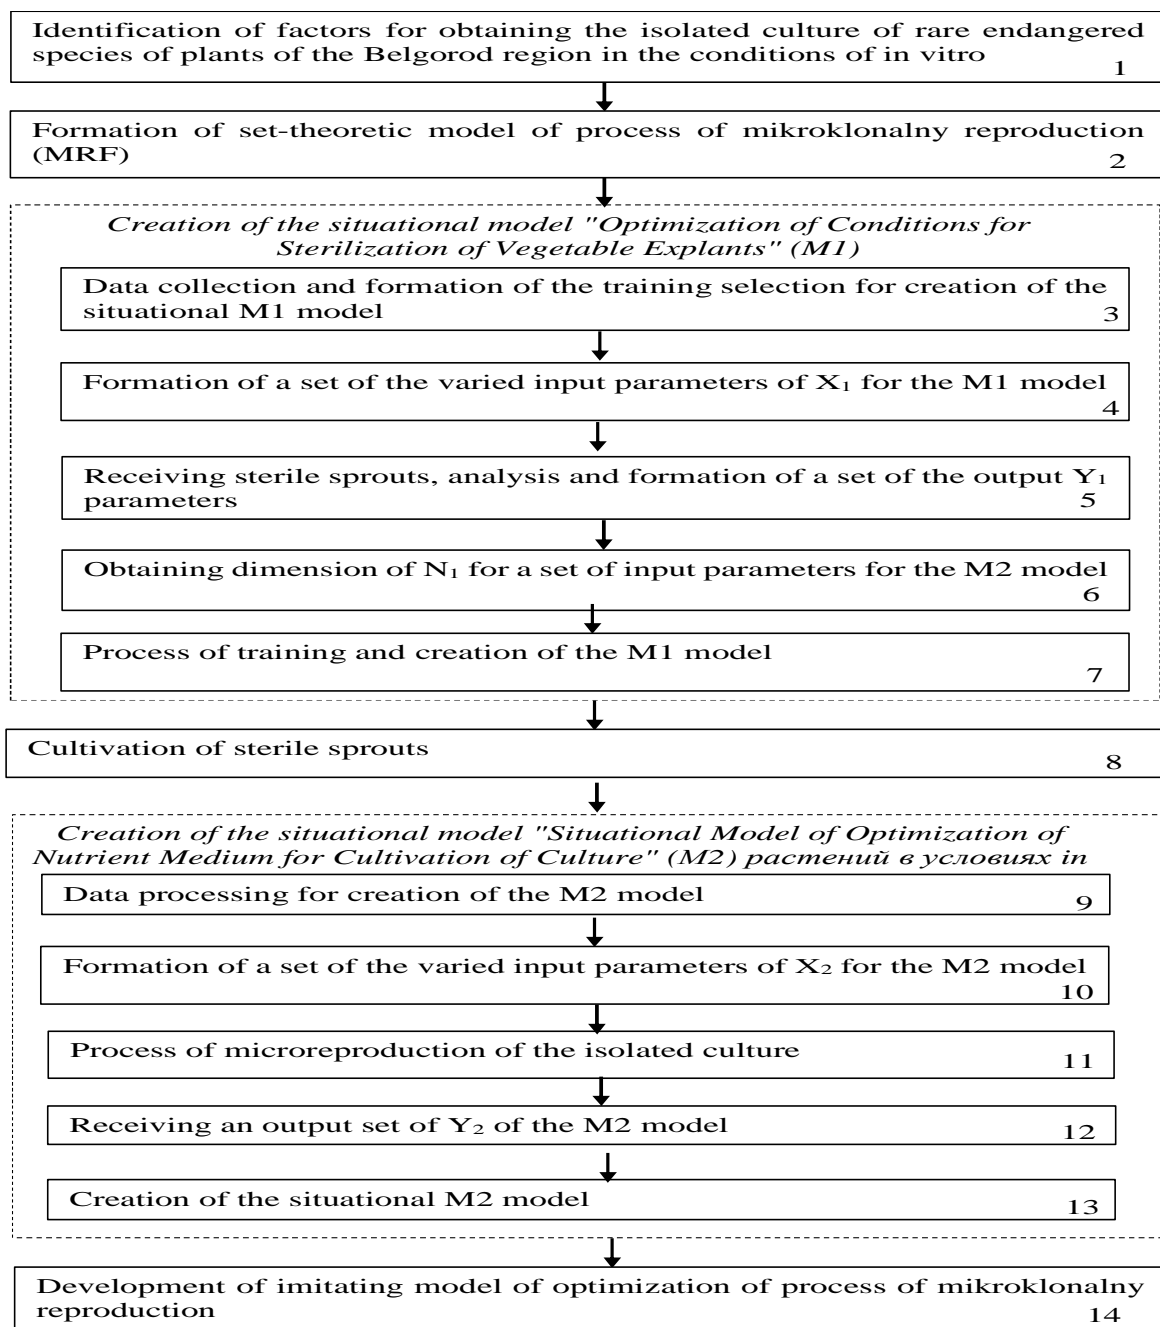 Identification of factors for obtaining the isolated culture of rare endangered
species of plants of the Belgorod region in the conditions of in vitro
1
Formation of set-theoretic model of process of mikroklonalny reproduction
(MRF)
2
Creation of the situational model "Optimization of Conditions for
Sterilization of Vegetable Explants" (M1)
Data collection and formation of the training selection for creation of the
situational M1 model
3
Formation of a set of the varied input parameters of X₁ for the M1 model
4
Receiving sterile sprouts, analysis and formation of a set of the output Y₁
parameters
5
Obtaining dimension of N₁ for a set of input parameters for the M2 model
6
Process of training and creation of the M1 model
7
Cultivation of sterile sprouts
8
Creation of the situational model "Situational Model of Optimization of
Nutrient Medium for Cultivation of Culture" (M2) растений в условиях in
Data processing for creation of the M2 model
9
Formation of a set of the varied input parameters of X₂ for the M2 model
10
Process of microreproduction of the isolated culture
11
Receiving an output set of Y₂ of the M2 model
12
Creation of the situational M2 model
13
Development of imitating model of optimization of process of mikroklonalny
reproduction
14